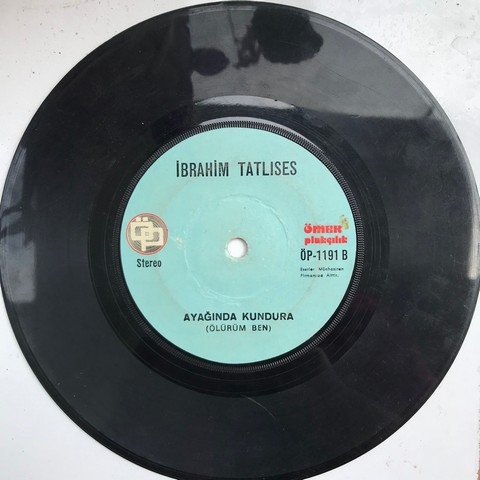 İBRAHİM TATLISES
ÖP
Stereo
ÖMER
plakçılık
ÖP-1191 B
AYAĞINDA KUNDURA
(ÖLÜRÜM BEN)